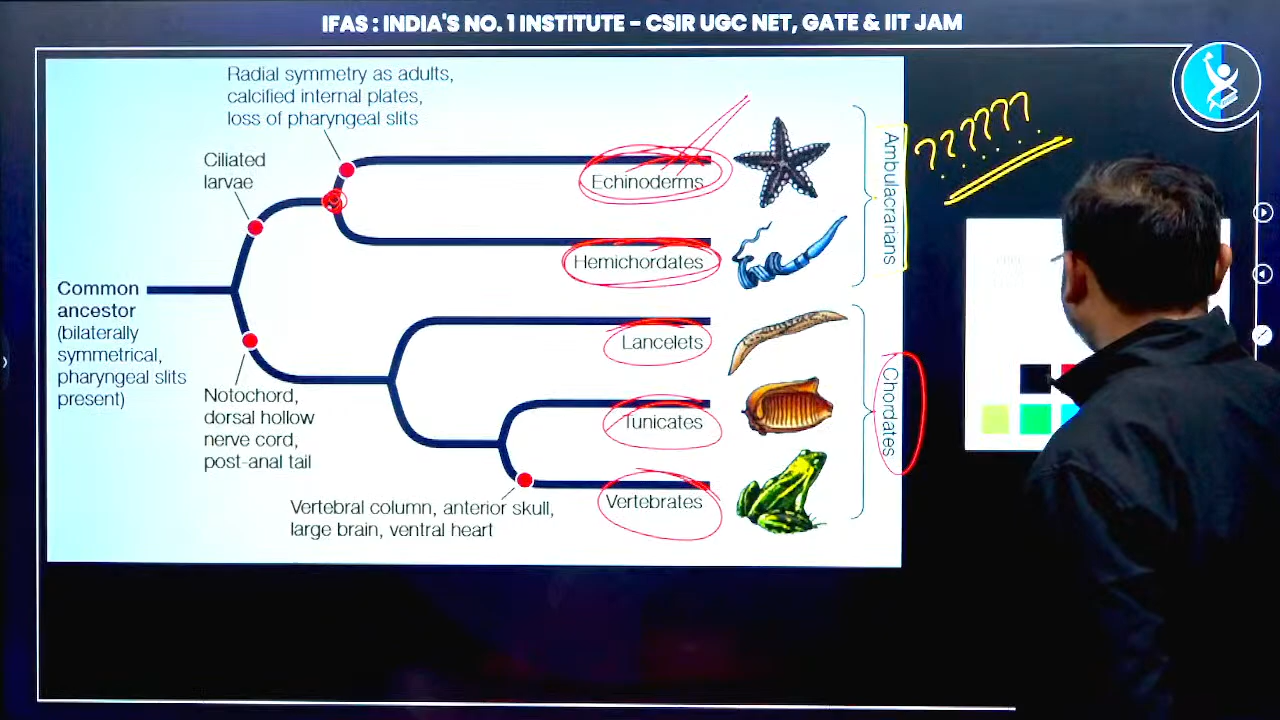 IFAS : INDIA'S NO. 1 INSTITUTE - CSIR UGC NET, GATE & IIT JAM
Radial symmetry as adults,
calcified internal plates,
loss of pharyngeal slits
Ciliated
larvae
Echinoderms
Hemichordates
Ambulacrarians
??????
Common
ancestor
(bilaterally
symmetrical,
pharyngeal slits
present)
Notochord,
dorsal hollow
nerve cord,
post-anal tail
Lancelets
Tunicates
Vertebrates
Chordates
Vertebral column, anterior skull,
large brain, ventral heart